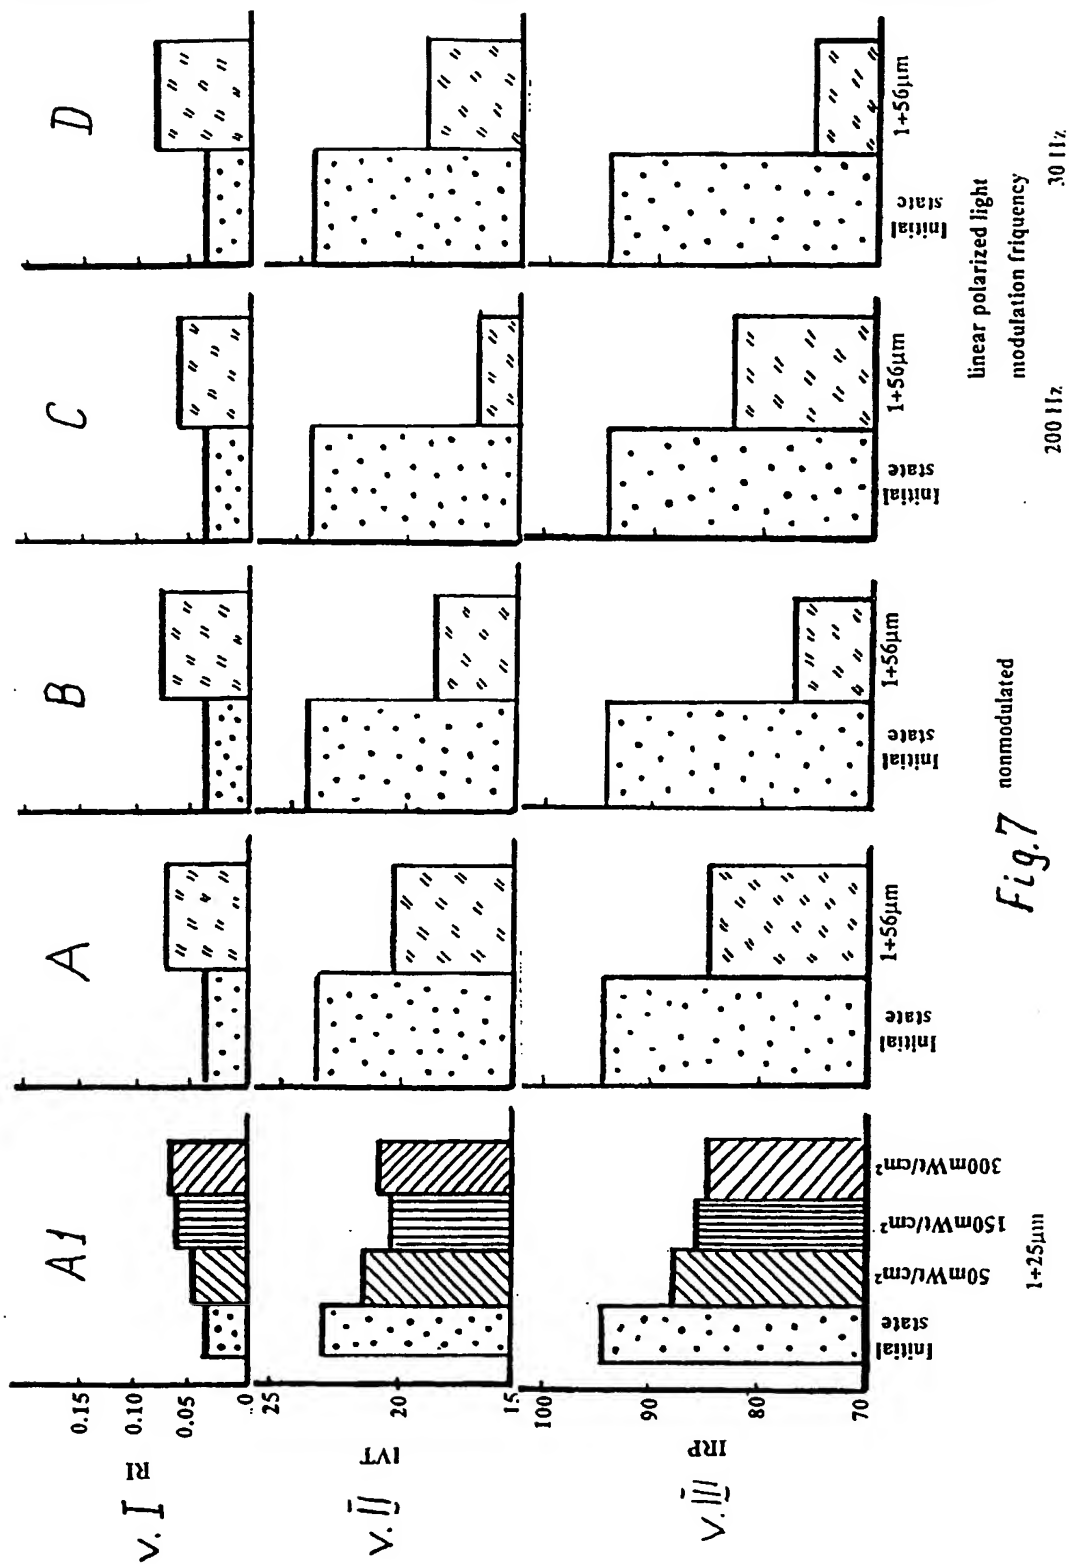 A1
A
B
C
D
v. I
RI
0.15
0.10
0.05
.0
v. II
IVT
25
20
15
v. III
IRP
100
90
80
70
Initial
state
50mWt/cm²
150mWt/cm²
300mWt/cm²
1+25μm
Initial
state
1+56μm
Initial
state
1+56μm
Initial
state
1+56μm
Initial
state
1+56μm
linear polarized light
nonmodulated
modulation friquency
200 Hz
30 Hz
Fig.7